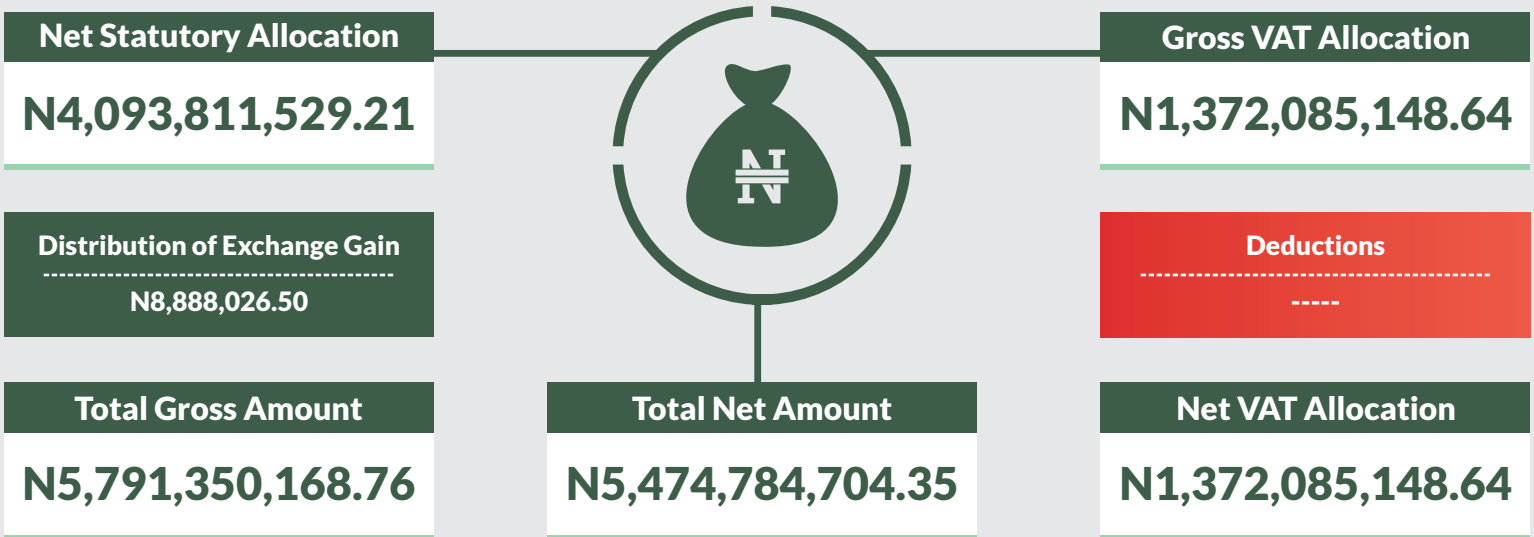 Net Statutory Allocation
N4,093,811,529.21
Gross VAT Allocation
N1,372,085,148.64
₦
Distribution of Exchange Gain
-------------------------------------------
N8,888,026.50
Deductions
-------------------------------------------
-----
Total Gross Amount
N5,791,350,168.76
Total Net Amount
N5,474,784,704.35
Net VAT Allocation
N1,372,085,148.64